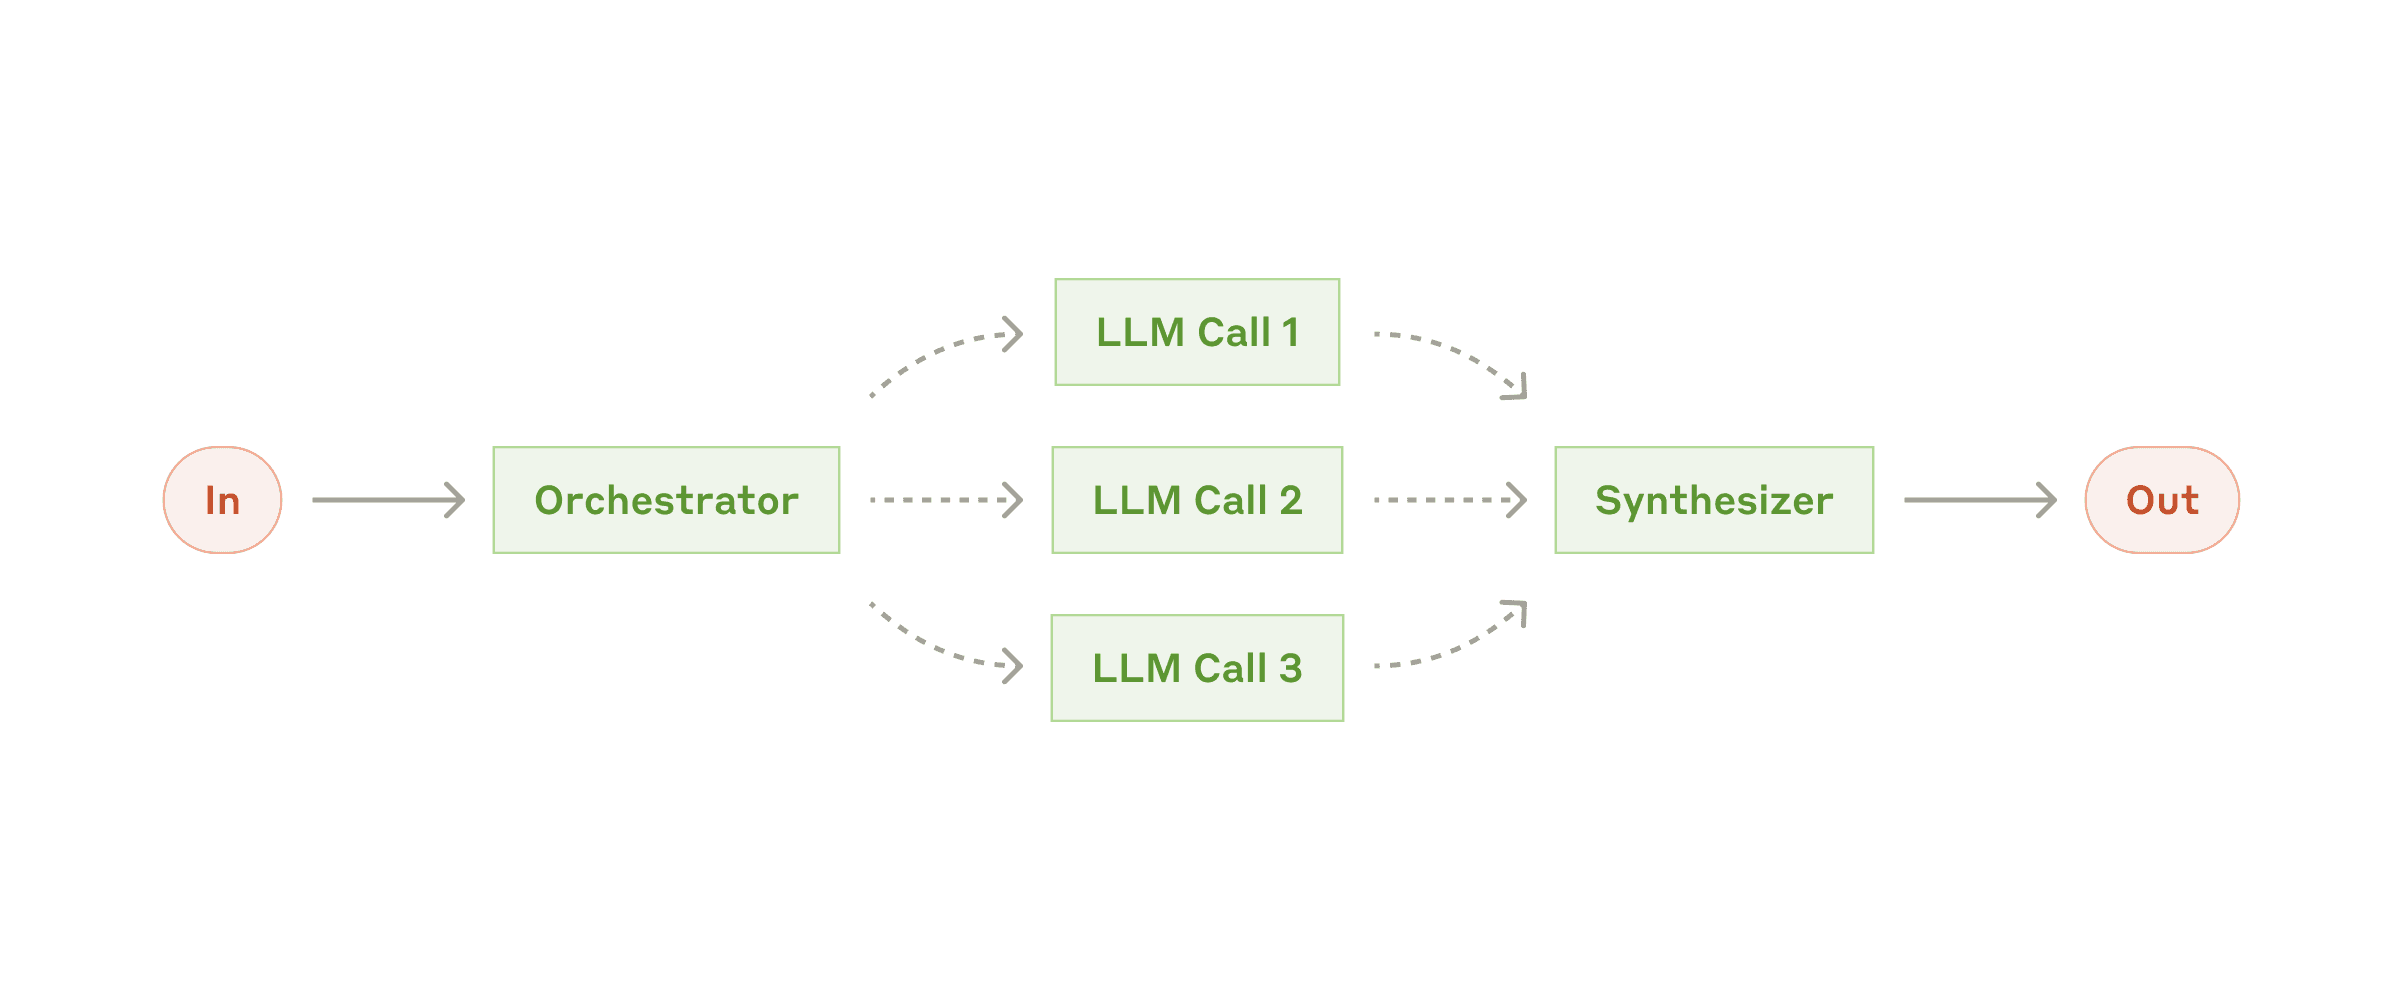 In
Orchestrator
LLM Call 1
LLM Call 2
LLM Call 3
Synthesizer
Out